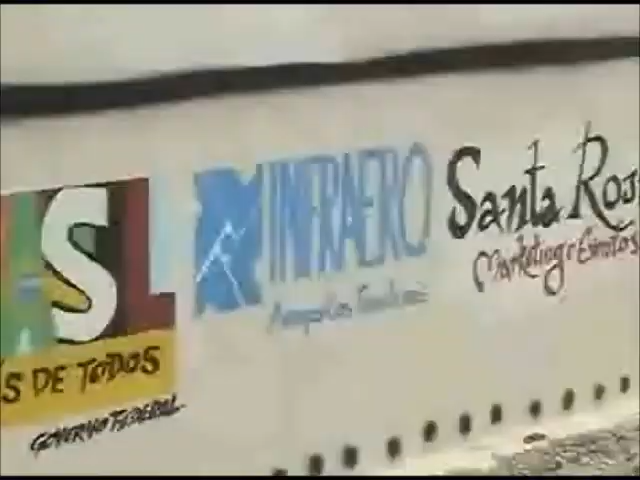 SL
S DE TODOS
GOVERNO FEDERAL
INFRAERO
Santa Ros
Marketing e Eventos